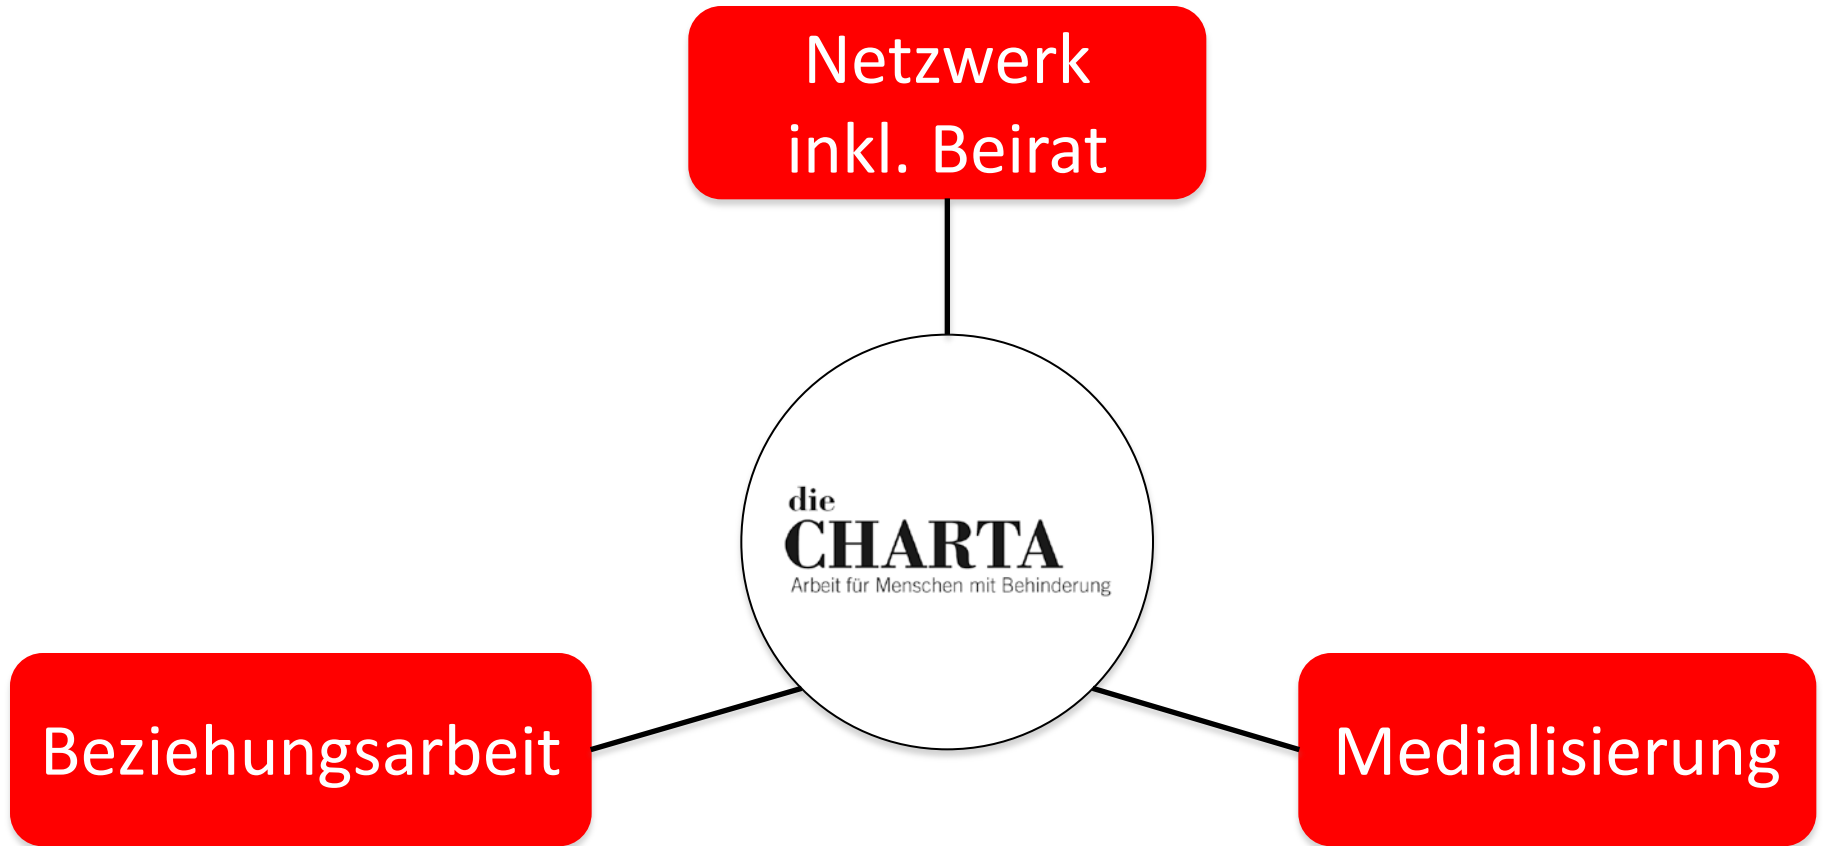 Netzwerk
inkl. Beirat
die
CHARTA
Arbeit für Menschen mit Behinderung
Beziehungsarbeit
Medialisierung